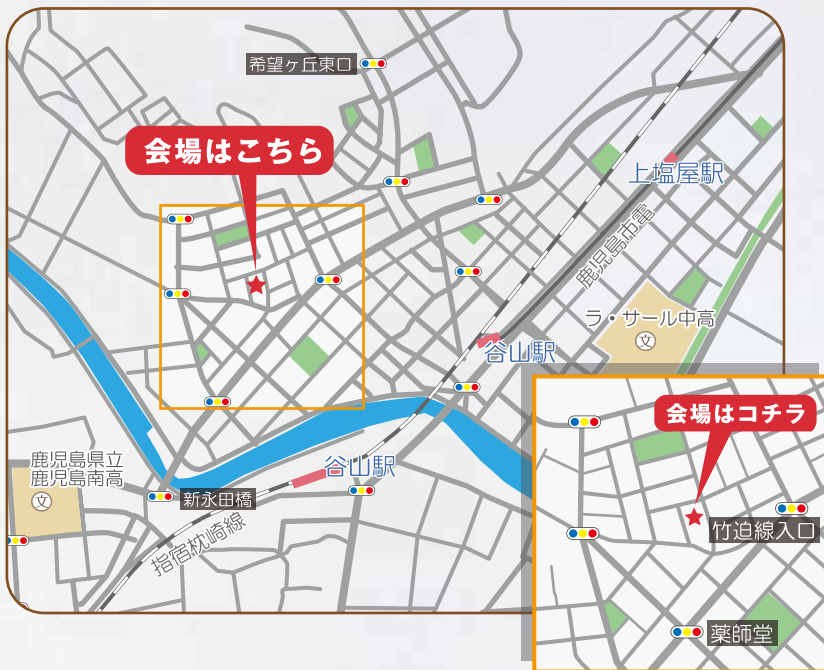 希望ヶ丘東口
会場はこちら
上塩屋駅
鹿児島市電
ラ・サール中高
文
谷山駅
谷山駅
鹿児島県立
鹿児島南高
文
新永田橋
指宿枕崎線
会場はコチラ
竹迫線入口
薬師堂